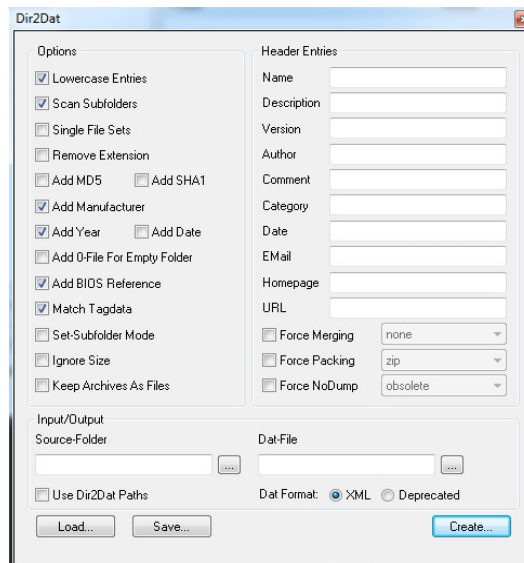 Dir2Dat
Options
Lowercase Entries
Scan Subfolders
Single File Sets
Remove Extension
Add MD5 Add SHA1
Add Manufacturer
Add Year Add Date
Add 0-File For Empty Folder
Add BIOS Reference
Match Tagdata
Set-Subfolder Mode
Ignore Size
Keep Archives As Files
Header Entries
Name
Description
Version
Author
Comment
Category
Date
EMail
Homepage
URL
Force Merging none
Force Packing zip
Force NoDump obsolete
Input/Output
Source-Folder Dat-File
... ...
Use Dir2Dat Paths Dat Format: XML Deprecated
Load... Save... Create...